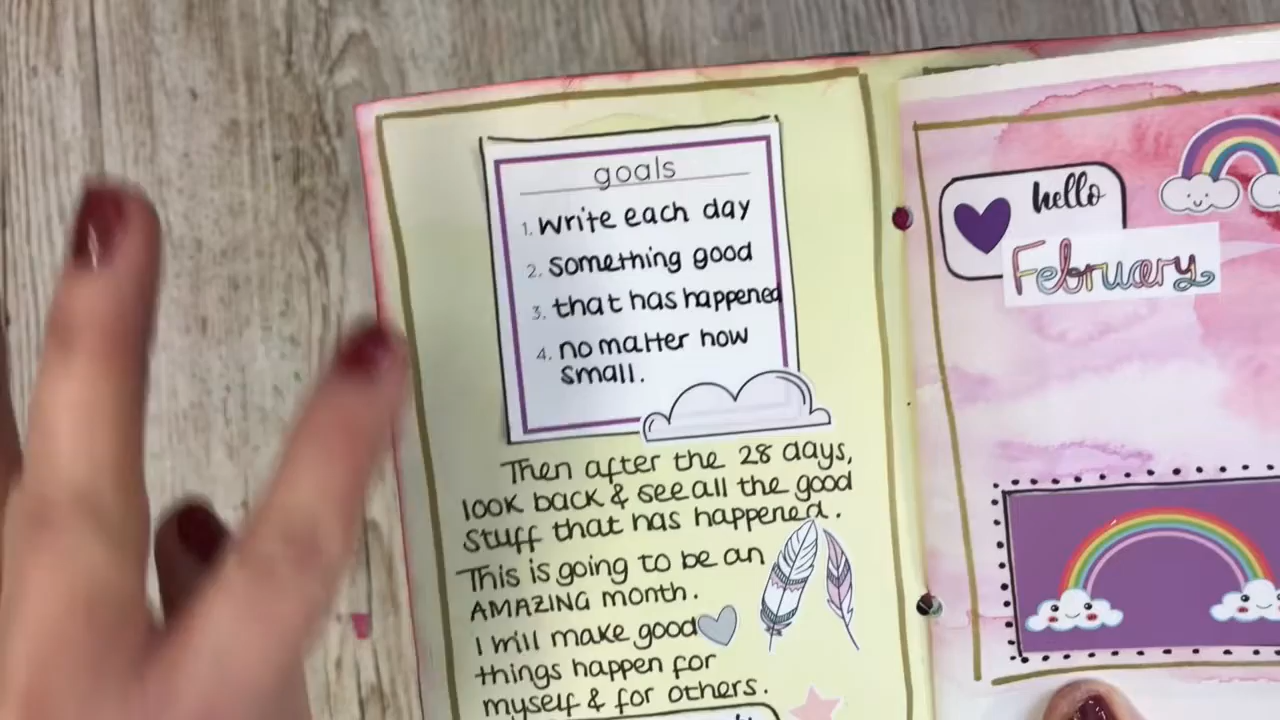 goals
1. write each day
2. something good
3. that has happened
4. no matter how
small.
Then after the 28 days,
look back & see all the good
stuff that has happened.
This is going to be an
AMAZING month.
I will make good
things happen for
myself & for others.
hello
February